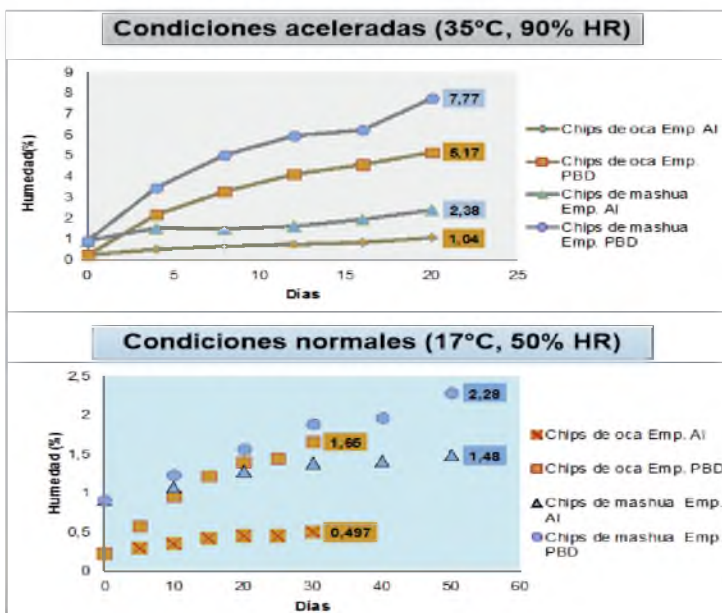 Condiciones aceleradas (35°C, 90% HR)
9
8
7
6
5
4
3
2
1
0
Humedad(%)
7,77
5,17
2,38
1,04
0
5
10
15
20
25
Días
Chips de oca Emp. Al
Chips de oca Emp.
PBD
Chips de mashua
Emp. Al
Chips de mashua
Emp. PBD
Condiciones normales (17°C, 50% HR)
2,5
2
1,5
1
0,5
0
Humedad (%)
2,28
1,65
1,48
0,497
0
10
20
30
40
50
60
Días
Chips de oca Emp. Al
Chips de oca Emp. PBD
Chips de mashua Emp.
Al
Chips de mashua Emp.
PBD